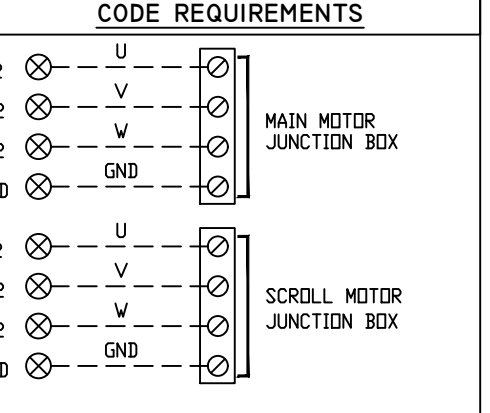 CODE REQUIREMENTS
U
V
W
GND
MAIN MOTOR
JUNCTION BOX
U
V
W
GND
SCROLL MOTOR
JUNCTION BOX